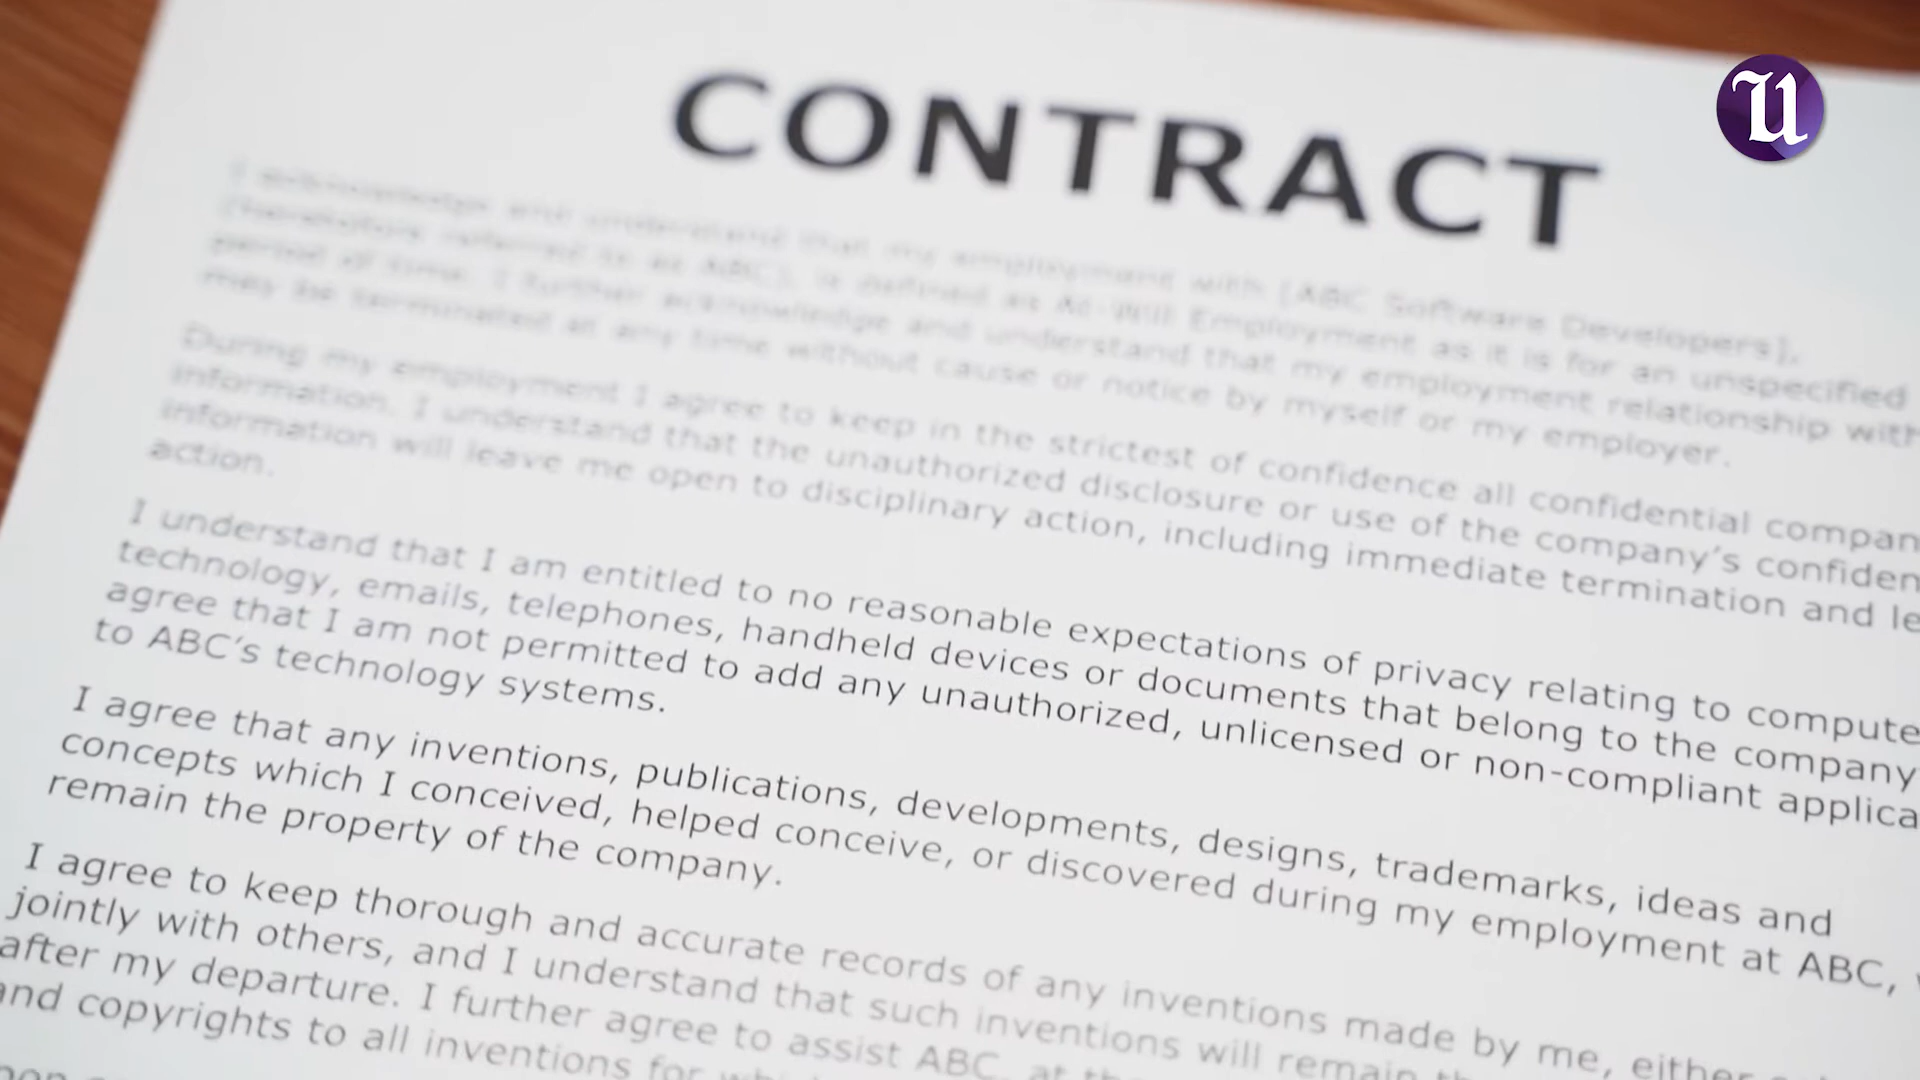 U
CONTRACT
I acknowledge and understand that my employment with [ABC Software Developers],
(hereafter referred to as ABC), is defined as At-Will Employment as it is for an unspecified
period of time. I further acknowledge and understand that my employment relationship with
may be terminated at any time without cause or notice by myself or my employer.
During my employment I agree to keep in the strictest of confidence all confidential
information. I understand that the unauthorized disclosure or use of the company's
information will leave me open to disciplinary action, including immediate termination and
action.
I understand that I am entitled to no reasonable expectations of privacy relating to
technology, emails, telephones, handheld devices or documents that belong to the company
agree that I am not permitted to add any unauthorized, unlicensed or non-compliant
to ABC's technology systems.
I agree that any inventions, publications, developments, designs, trademarks, ideas and
concepts which I conceived, helped conceive, or discovered during my employment at ABC,
remain the property of the company.
I agree to keep thorough and accurate records of any inventions made by me, either
jointly with others, and I understand that such inventions will remain
after my departure. I further agree to assist ABC, at
and copyrights to all inventions for